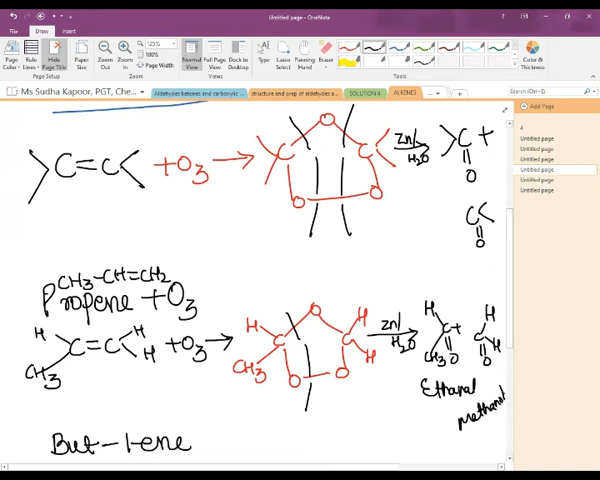 Untitled page - OneNote
File Draw Insert
Page Color Rule Lines Hide Page Title Paper Size Zoom Out Zoom In 125% 100% Page Width Normal View Full Page View Type Lasso Select Panning Hand Eraser Color & Thickness
Page Setup Zoom Views Tools
Ms Sudha Kapoor, PGT, Che... Aldehydes ketones and carboxylic structure and prep of aldehydes a... SOLUTION 4 ALKENES Search (Ctrl+E)
Add Page
4
Untitled page
Untitled page
Untitled page
Untitled page
Untitled page
Untitled page
C=C +O3 → O C C O O Zn/ H2O → C O +
C O
CH3-CH=CH2
Propene + O3
H CH3 C=C H H +O3 → H CH3 C O C H H O O Zn/ H2O → H C CH3 O + H C H O
Ethanal
methanal
But-1-ene